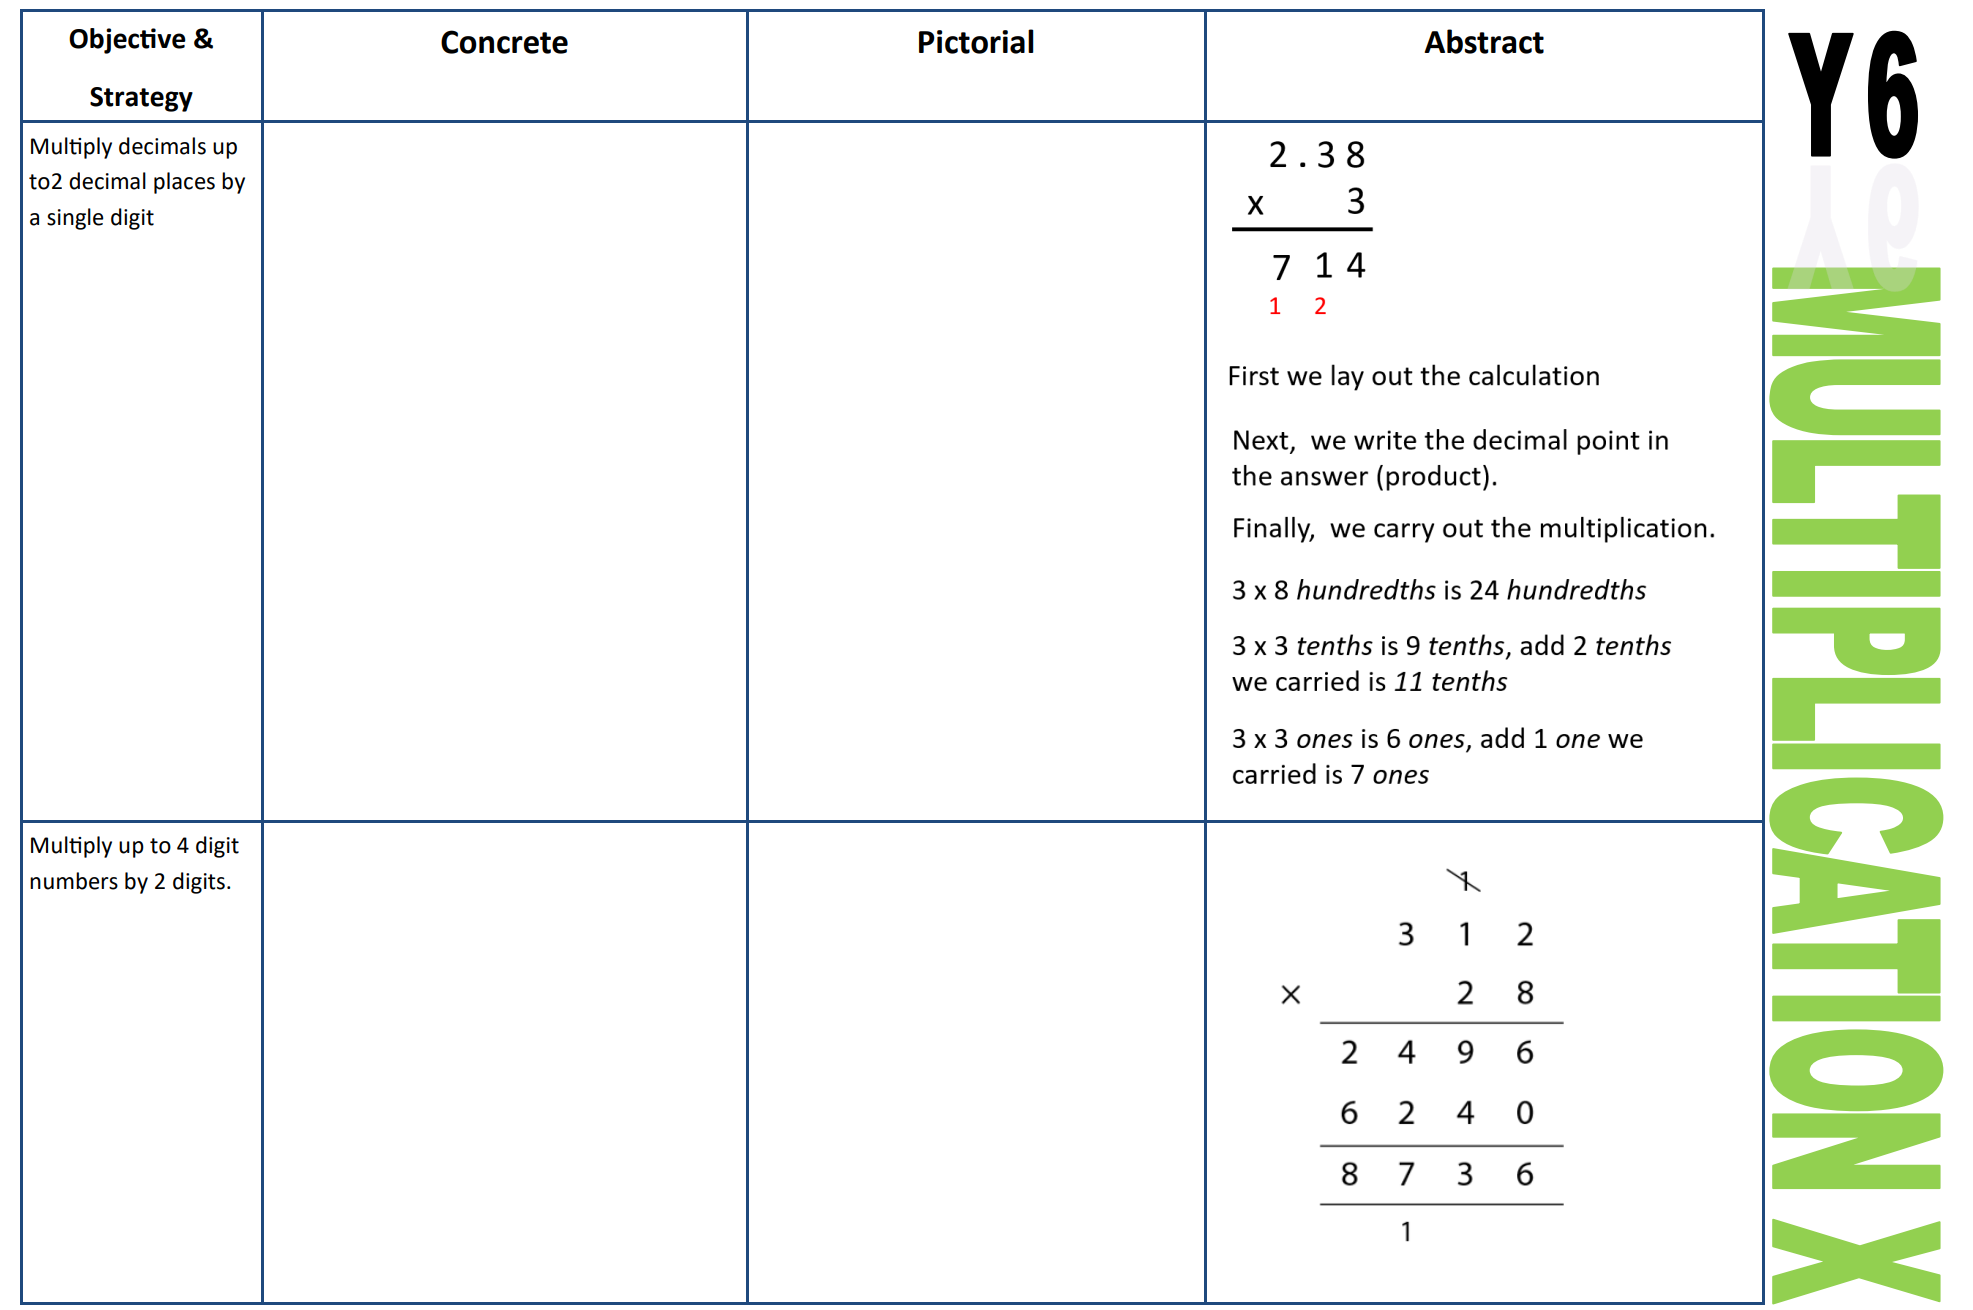 Objective &
Strategy
Concrete
Pictorial
Abstract
Multiply decimals up
to2 decimal places by
a single digit
2 . 3 8
x 3
7 1 4
1 2
First we lay out the calculation
Next, we write the decimal point in
the answer (product).
Finally, we carry out the multiplication.
3 x 8 hundredths is 24 hundredths
3 x 3 tenths is 9 tenths, add 2 tenths
we carried is 11 tenths
3 x 3 ones is 6 ones, add 1 one we
carried is 7 ones
Multiply up to 4 digit
numbers by 2 digits.
1
3 1 2
× 2 8
2 4 9 6
6 2 4 0
8 7 3 6
1
Y6
MULTIPLICATION X